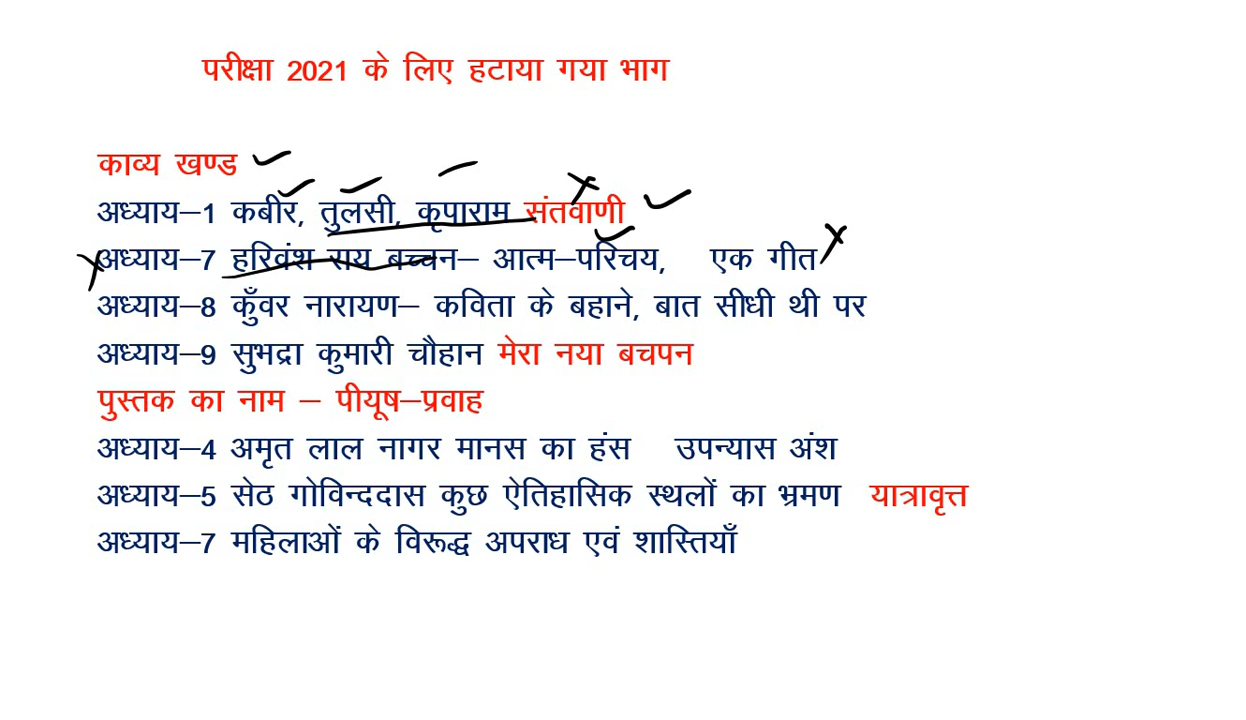 परीक्षा 2021 के लिए हटाया गया भाग
काव्य खण्ड
अध्याय–1 कबीर, तुलसी, कृपाराम संतवाणी
अध्याय–7 हरिवंश राय बच्चन– आत्म–परिचय, एक गीत
अध्याय–8 कुँवर नारायण– कविता के बहाने, बात सीधी थी पर
अध्याय–9 सुभद्रा कुमारी चौहान मेरा नया बचपन
पुस्तक का नाम – पीयूष–प्रवाह
अध्याय–4 अमृत लाल नागर मानस का हंस उपन्यास अंश
अध्याय–5 सेठ गोविन्ददास कुछ ऐतिहासिक स्थलों का भ्रमण यात्रावृत्त
अध्याय–7 महिलाओं के विरूद्ध अपराध एवं शास्तियाँ